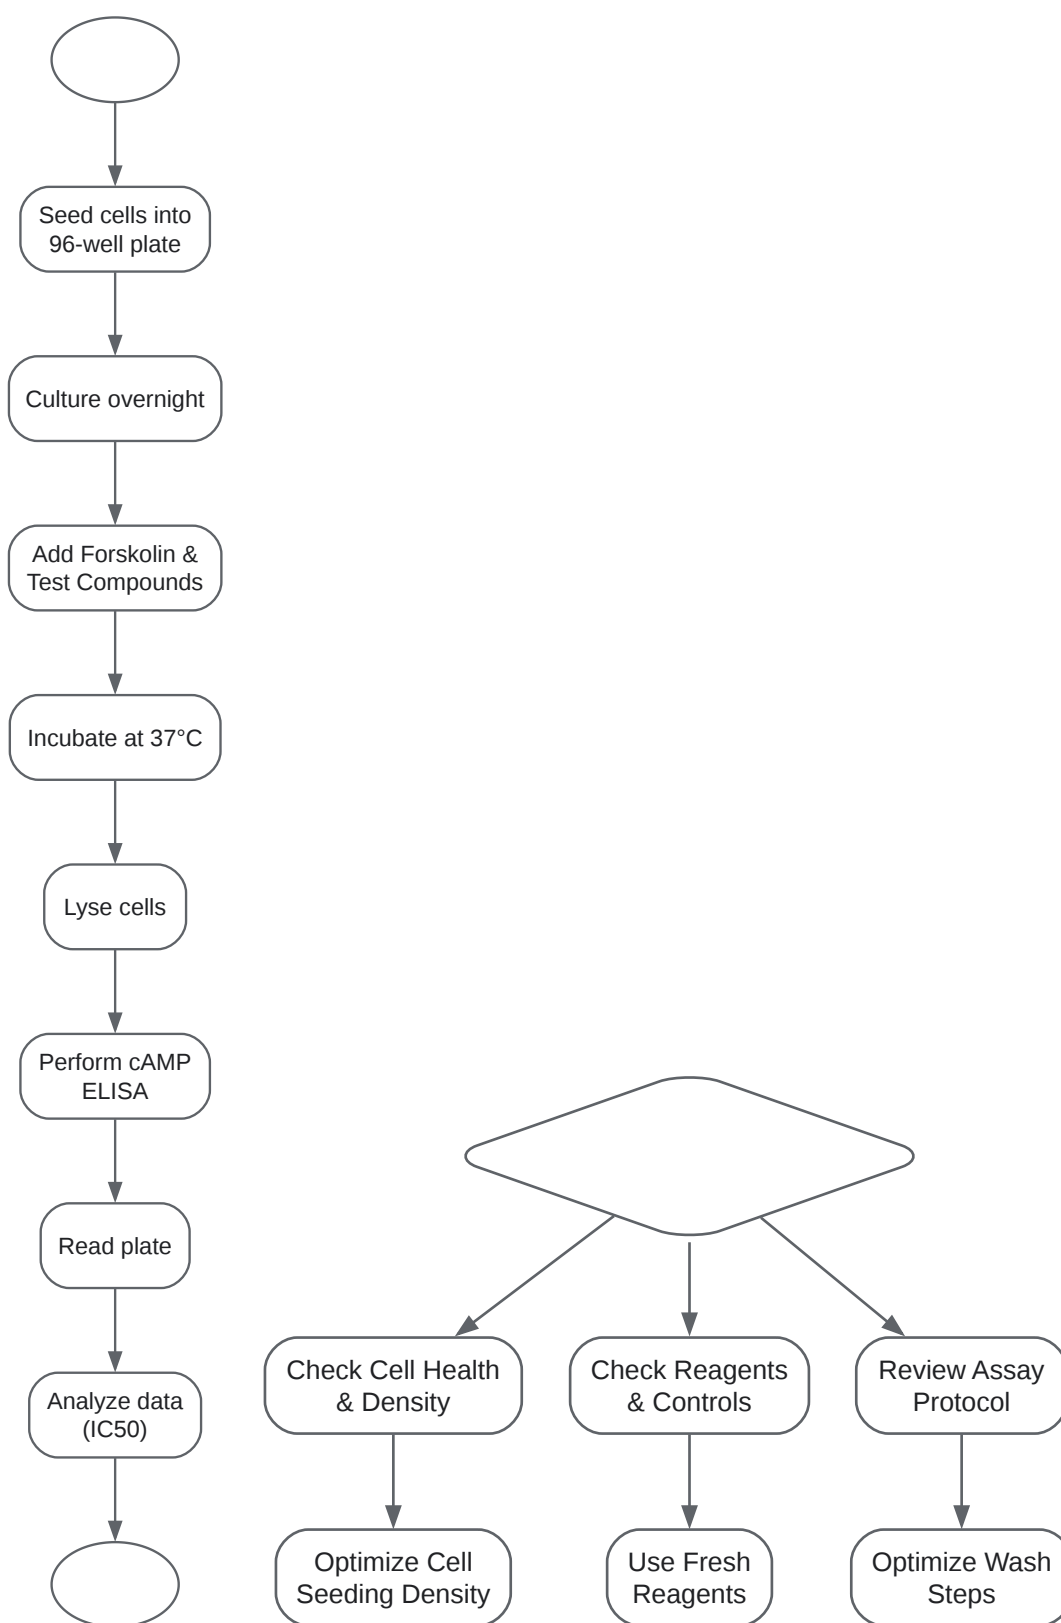 Seed cells into
96-well plate
Culture overnight
Add Forskolin &
Test Compounds
Incubate at 37°C
Lyse cells
Perform cAMP
ELISA
Read plate
Analyze data
(IC50)
Check Cell Health
& Density
Check Reagents
& Controls
Review Assay
Protocol
Optimize Cell
Seeding Density
Use Fresh
Reagents
Optimize Wash
Steps